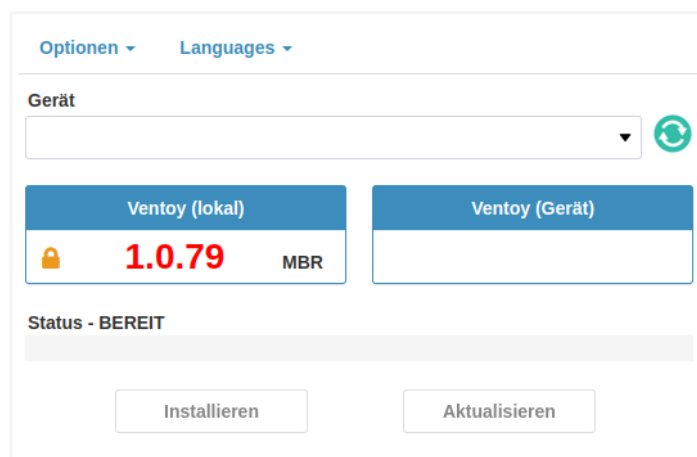 Optionen Languages
Gerät
Ventoy (lokal) Ventoy (Gerät)
1.0.79 MBR
Status - BEREIT
Installieren Aktualisieren